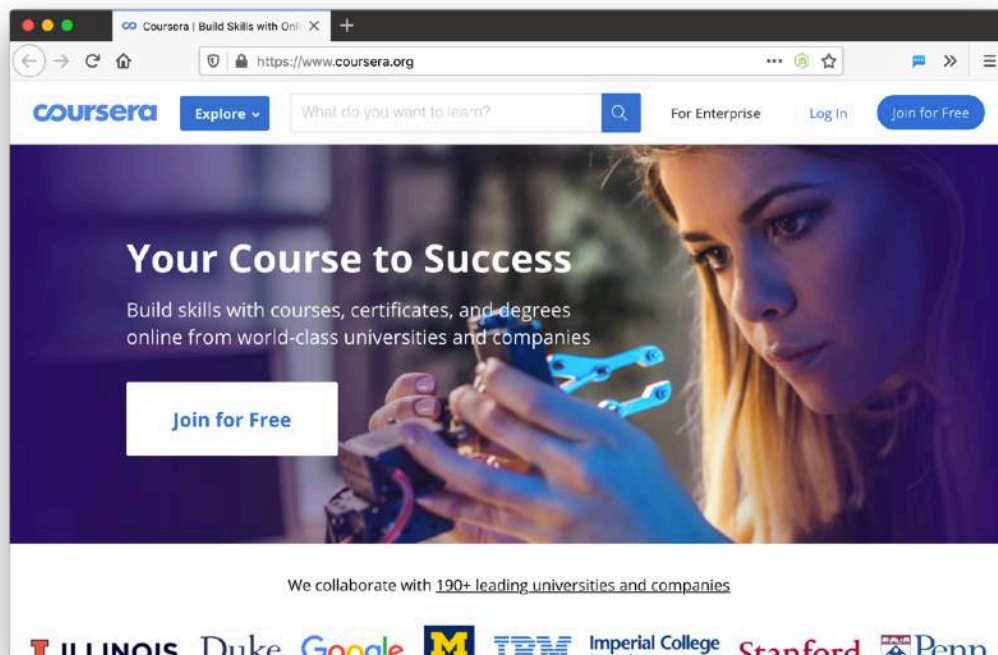 Coursera | Build Skills with Onli
https://www.coursera.org
coursera
Explore
What do you want to learn?
For Enterprise
Log In
Join for Free
Your Course to Success
Build skills with courses, certificates, and degrees
online from world-class universities and companies
Join for Free
We collaborate with 190+ leading universities and companies
ILLINOIS Duke Google M IBM Imperial College Stanford Penn